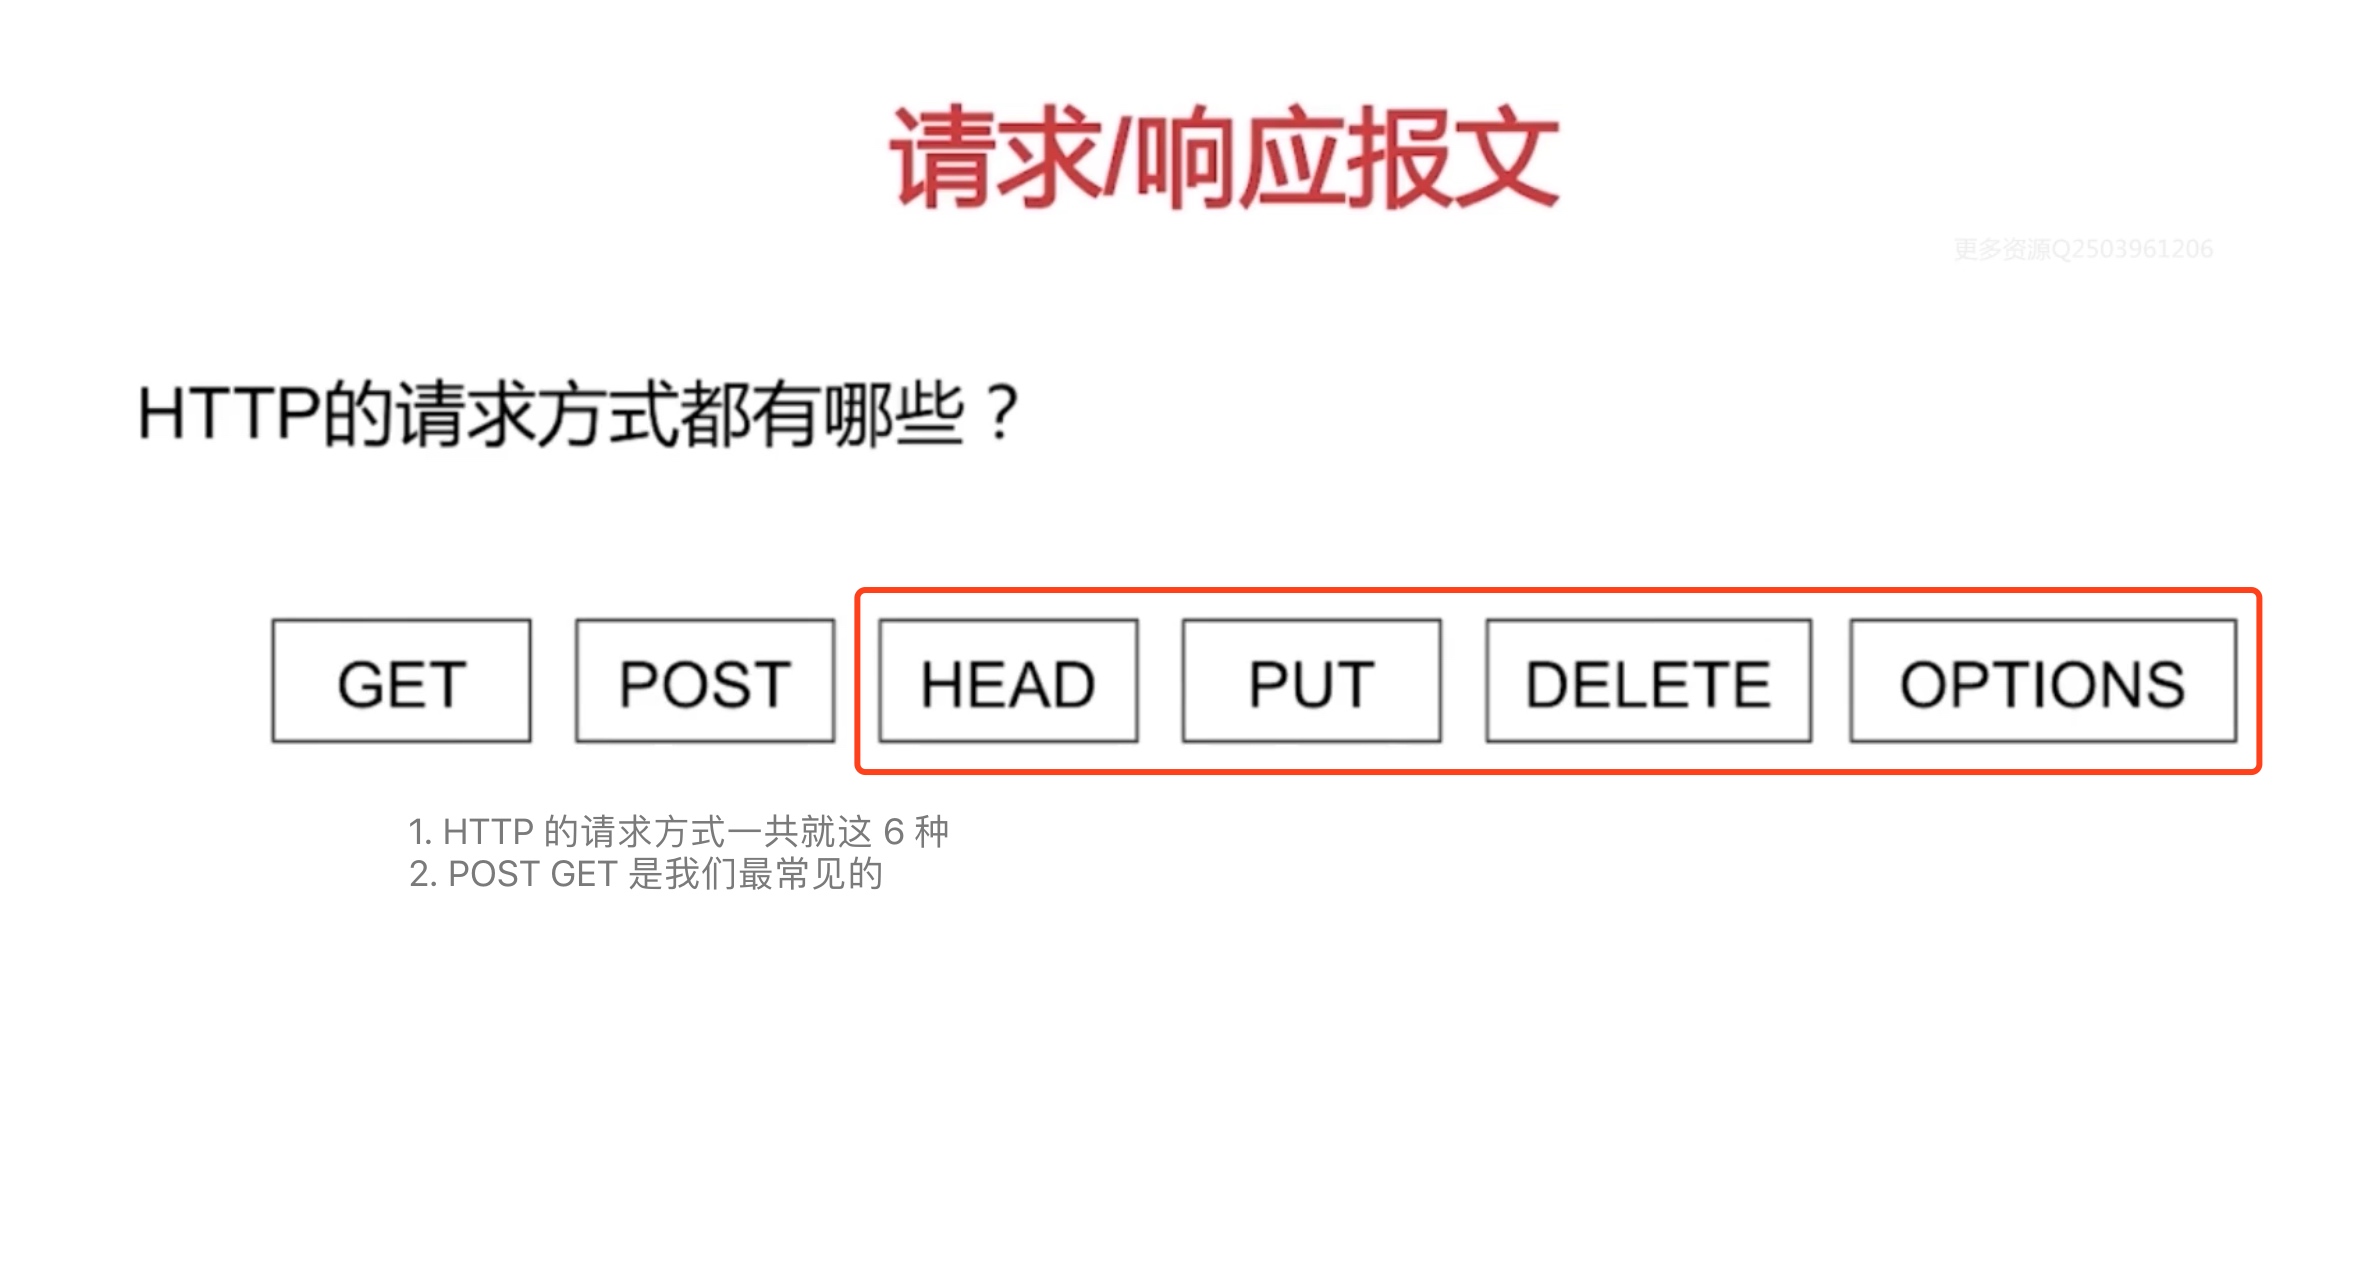 请求/响应报文
更多资源Q2503961206
HTTP的请求方式都有哪些？
GET POST HEAD PUT DELETE OPTIONS
1. HTTP 的请求方式一共就这 6 种
2. POST GET 是我们最常见的